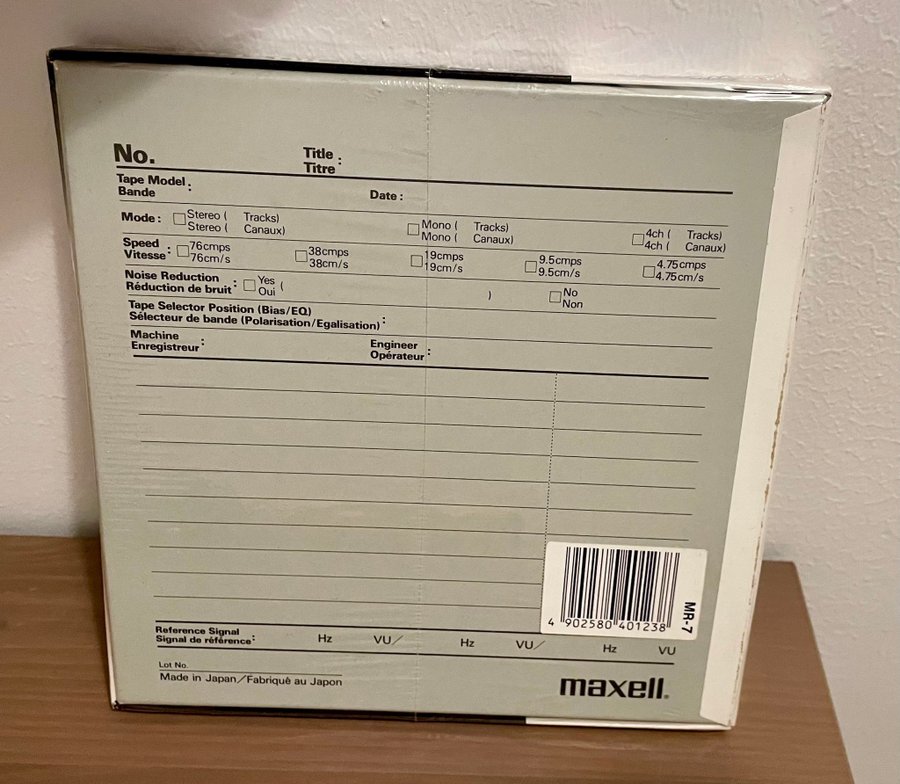 No. Title :
Titre
Tape Model :
Bande
Date :
Mode : Stereo ( Tracks) Mono ( Tracks) 4ch ( Tracks)
Stereo ( Canaux) Mono ( Canaux) 4ch ( Canaux)
Speed : 76cmps 38cmps 19cmps 9.5cmps 4.75cmps
Vitesse 76cm/s 38cm/s 19cm/s 9.5cm/s 4.75cm/s
Noise Reduction : Yes ( ) No
Réduction de bruit Oui Non
Tape Selector Position (Bias/EQ) :
Sélecteur de bande (Polarisation/Egalisation)
Machine : Engineer :
Enregistreur Opérateur
4 902580 401238
MR-7
Reference Signal : Hz VU/ Hz VU/ Hz VU
Signal de référence
Lot No.
Made in Japan/Fabriqué au Japon
maxell®